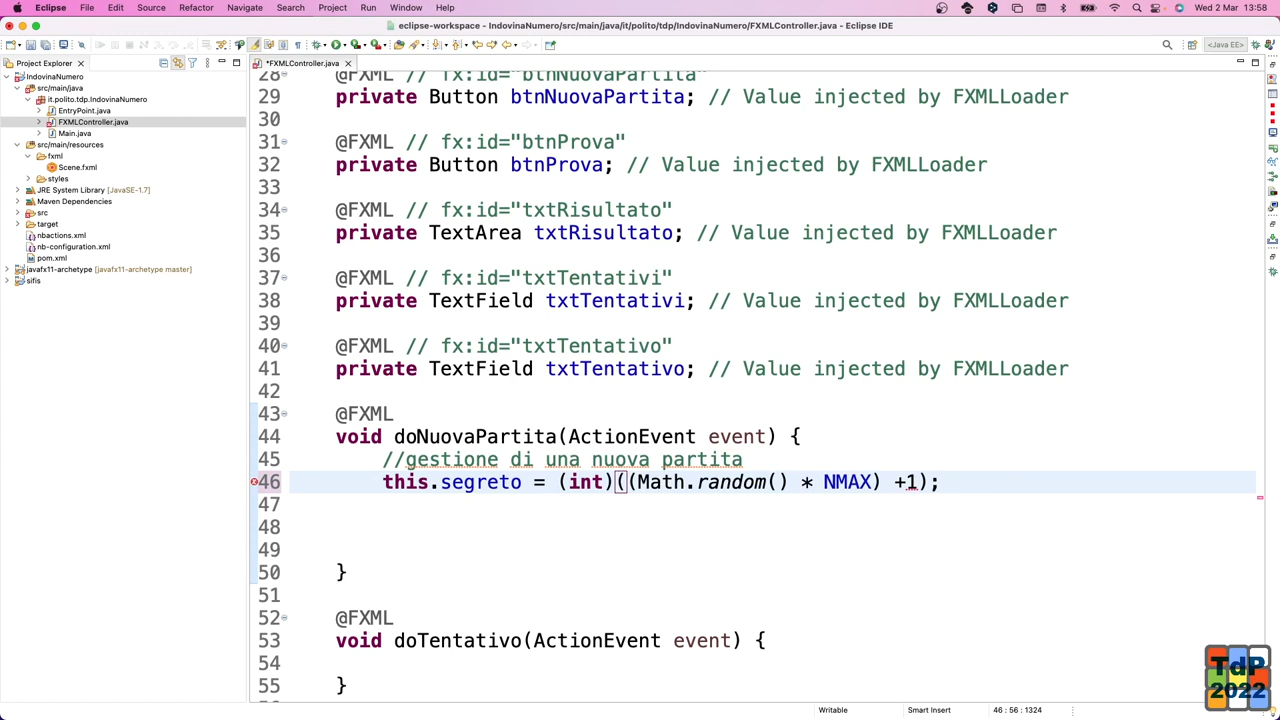 Eclipse File Edit Source Refactor Navigate Search Project Run Window Help Wed 2 Mar 13:58
eclipse-workspace - IndovinaNumero/src/main/java/it/polito/tdp/IndovinaNumero/FXMLController.java - Eclipse IDE
<Java EE>
Project Explorer
*FXMLController.java
IndovinaNumero
src/main/java
it.polito.tdp.IndovinaNumero
EntryPoint.java
FXMLController.java
Main.java
src/main/resources
fxml
Scene.fxml
styles
JRE System Library [JavaSE-1.7]
Maven Dependencies
src
target
nbactions.xml
nb-configuration.xml
pom.xml
javafx11-archetype [javafx11-archetype master]
sifis
28 @FXML // fx:id="btnNuovaPartita"
29 private Button btnNuovaPartita; // Value injected by FXMLLoader
30
31 @FXML // fx:id="btnProva"
32 private Button btnProva; // Value injected by FXMLLoader
33
34 @FXML // fx:id="txtRisultato"
35 private TextArea txtRisultato; // Value injected by FXMLLoader
36
37 @FXML // fx:id="txtTentativi"
38 private TextField txtTentativi; // Value injected by FXMLLoader
39
40 @FXML // fx:id="txtTentativo"
41 private TextField txtTentativo; // Value injected by FXMLLoader
42
43 @FXML
44 void doNuovaPartita(ActionEvent event) {
45 //gestione di una nuova partita
46 this.segreto = (int)((Math.random() * NMAX) +1);
47
48
49
50 }
51
52 @FXML
53 void doTentativo(ActionEvent event) {
54
55 }
TdP
2022
Writable Smart Insert 46 : 56 : 1324